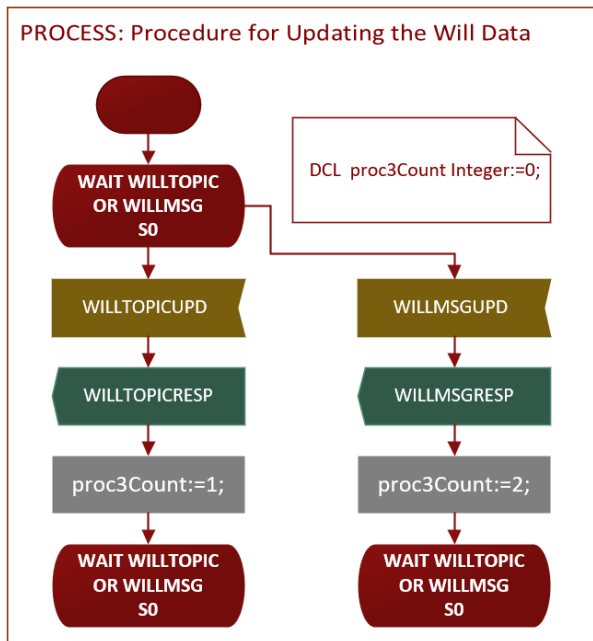 PROCESS: Procedure for Updating the Will Data
DCL proc3Count Integer:=0;
WAIT WILLTOPIC
OR WILLMSG
S0
WILLTOPICUPD
WILLMSGUPD
WILLTOPICRESP
WILLMSGRESP
proc3Count:=1;
proc3Count:=2;
WAIT WILLTOPIC
OR WILLMSG
S0
WAIT WILLTOPIC
OR WILLMSG
S0